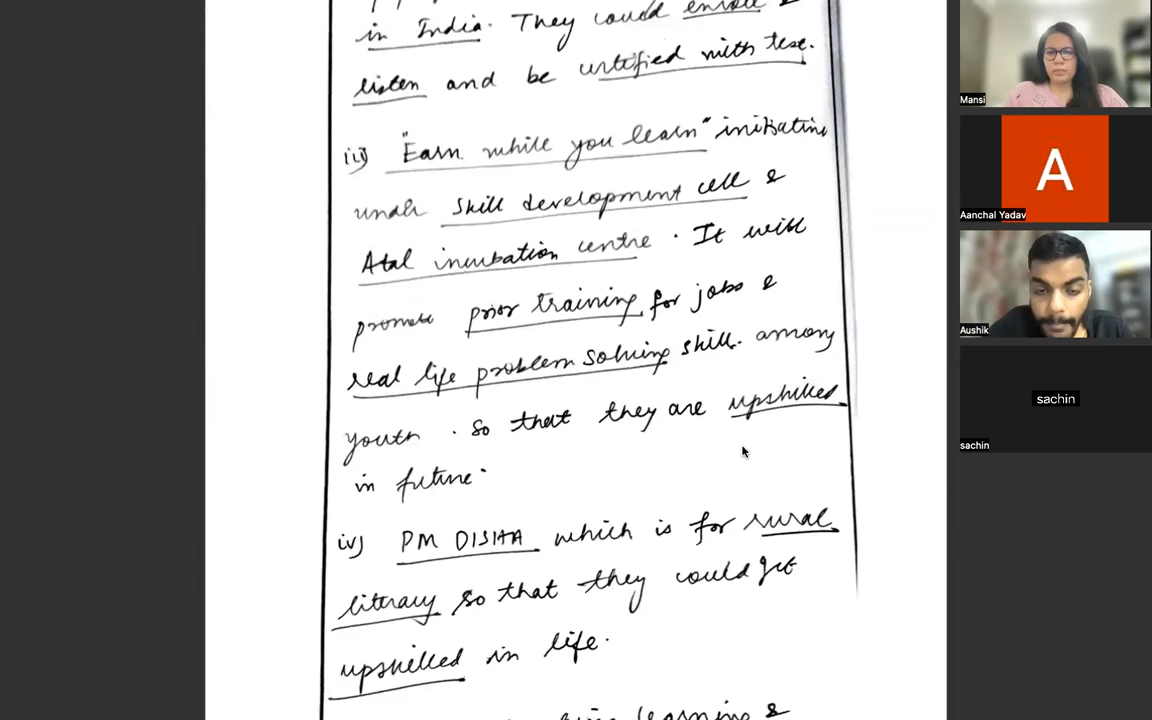 in India. They could enroll &
listen and be certified with test.
iii) "Earn while you learn" initiative
under skill development cell &
Atal incubation centre. It will
promote prior training for jobs &
real life problem solving skill among
youth. So that they are upskilled
in future.
iv) PM DISHA which is for rural
literacy so that they could get
upskilled in life.
learning &
Mansi
A
Aanchal Yadav
Aushik
sachin
sachin